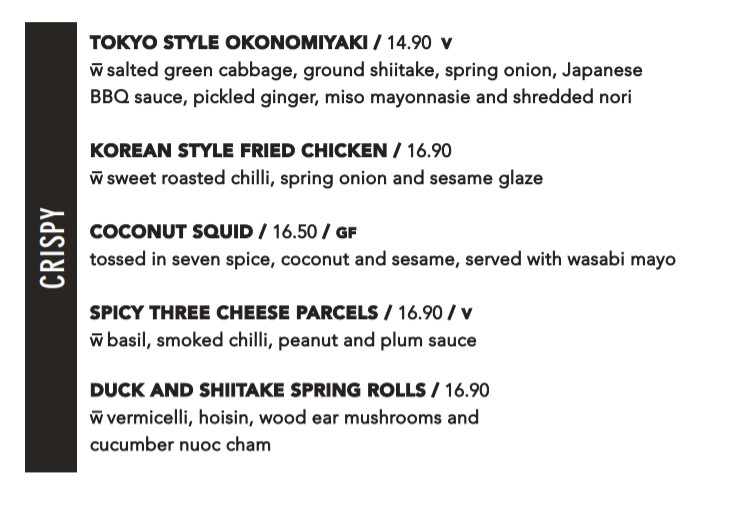 CRISPY
TOKYO STYLE OKONOMIYAKI / 14.90 V
w̅ salted green cabbage, ground shiitake, spring onion, Japanese
BBQ sauce, pickled ginger, miso mayonnasie and shredded nori
KOREAN STYLE FRIED CHICKEN / 16.90
w̅ sweet roasted chilli, spring onion and sesame glaze
COCONUT SQUID / 16.50 / GF
tossed in seven spice, coconut and sesame, served with wasabi mayo
SPICY THREE CHEESE PARCELS / 16.90 / V
w̅ basil, smoked chilli, peanut and plum sauce
DUCK AND SHIITAKE SPRING ROLLS / 16.90
w̅ vermicelli, hoisin, wood ear mushrooms and
cucumber nuoc cham